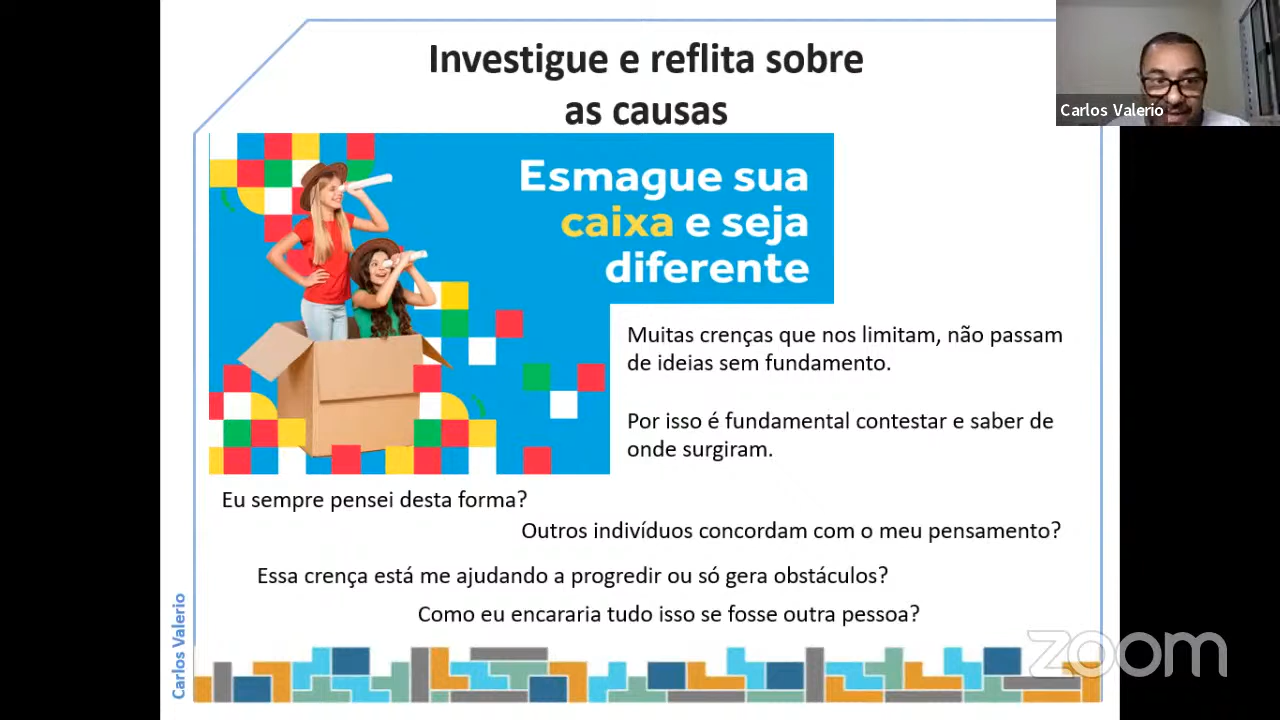 Investigue e reflita sobre
as causas
Carlos Valerio
Esmague sua
caixa e seja
diferente
Muitas crenças que nos limitam, não passam
de ideias sem fundamento.
Por isso é fundamental contestar e saber de
onde surgiram.
Eu sempre pensei desta forma?
Outros indivíduos concordam com o meu pensamento?
Essa crença está me ajudando a progredir ou só gera obstáculos?
Como eu encararia tudo isso se fosse outra pessoa?
Carlos Valerio
zoom